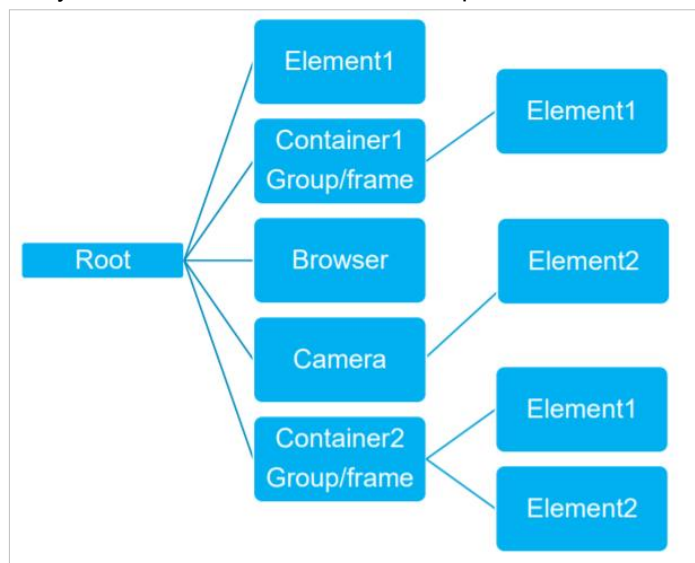 Root
Element1
Container1
Group/frame
Browser
Camera
Container2
Group/frame
Element1
Element2
Element1
Element2